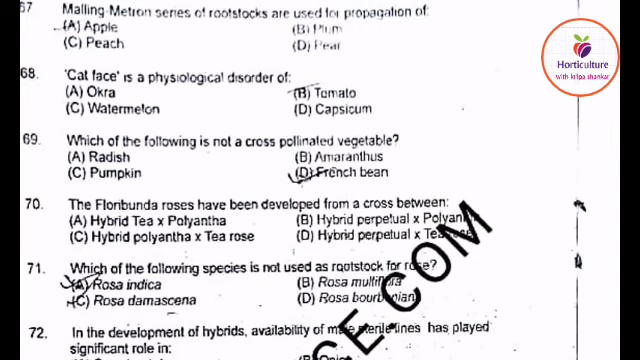 67 Malling-Metron series of rootstocks are used for propagation of:
(A) Apple (B) Plum
(C) Peach (D) Pear
68. 'Cat face' is a physiological disorder of:
(A) Okra (B) Tomato
(C) Watermelon (D) Capsicum
69. Which of the following is not a cross pollinated vegetable?
(A) Radish (B) Amaranthus
(C) Pumpkin (D) French bean
70. The Floribunda roses have been developed from a cross between:
(A) Hybrid Tea x Polyantha (B) Hybrid perpetual x
(C) Hybrid polyantha x Tea rose (D) Hybrid perpetual x Tea rose
71. Which of the following species is not used as rootstock for rose?
(A) Rosa indica (B) Rosa multiflora
(C) Rosa damascena (D) Rosa
72. In the development of hybrids, availability of male sterile lines has played
significant role in:
CE.COM
Horticulture
with kripa shankar